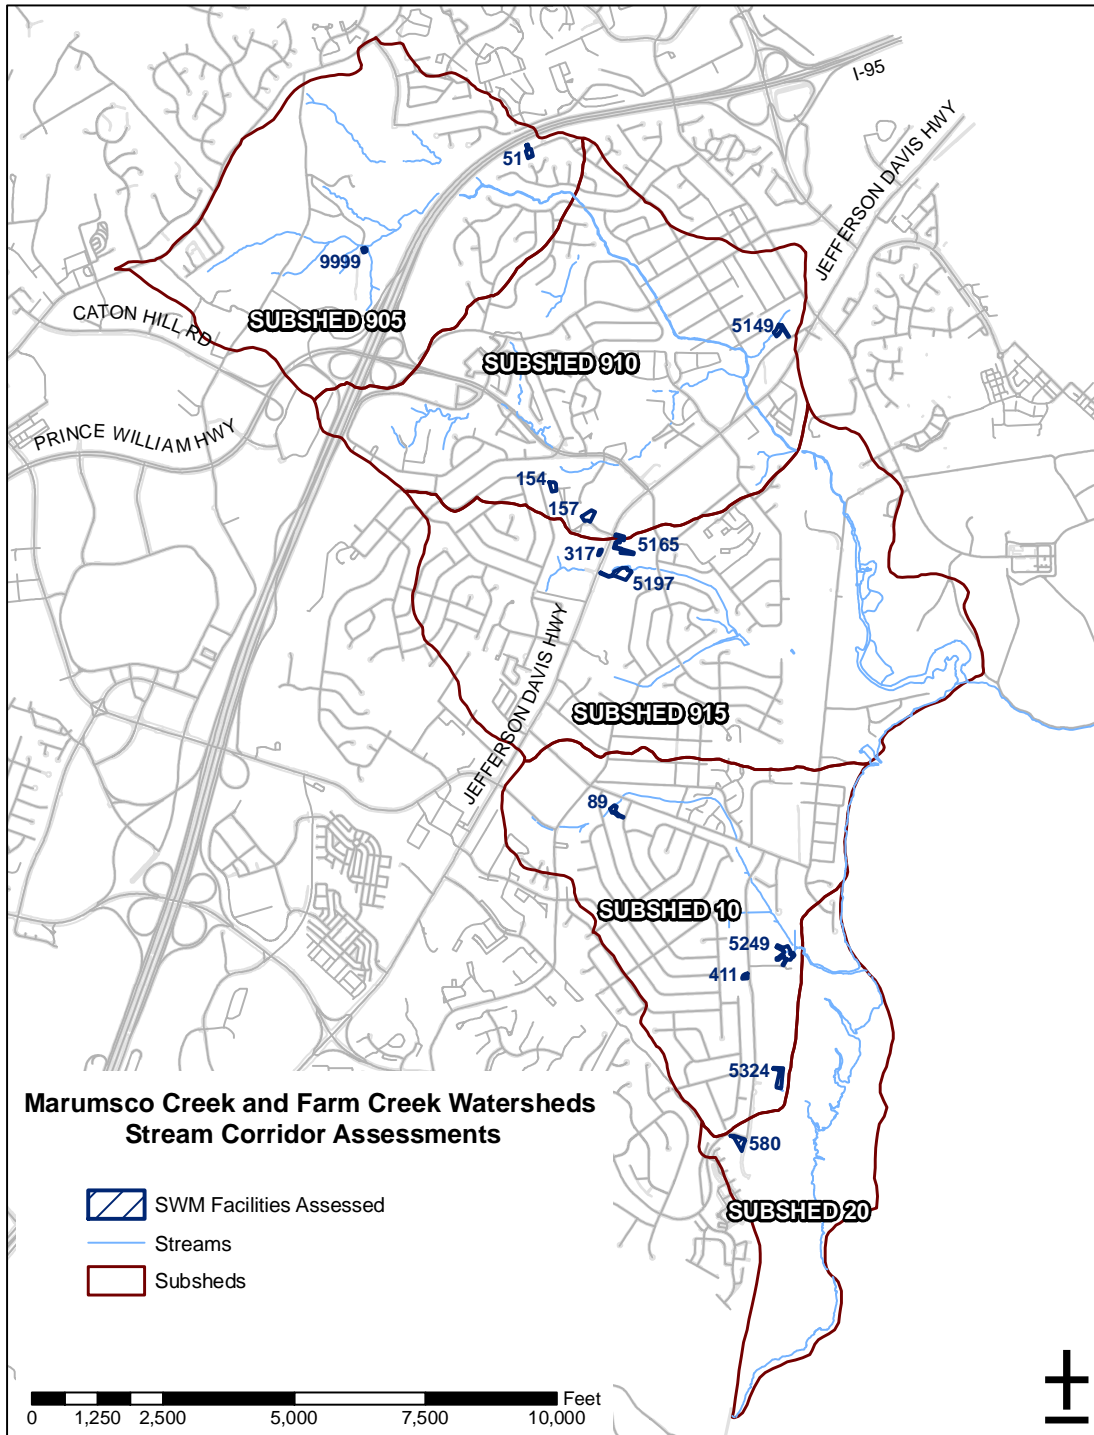 I-95
JEFFERSON DAVIS HWY
51
9999
CATON HILL RD
SUBSHED 905
5149
SUBSHED 910
PRINCE WILLIAM HWY
154
157
317
5165
5197
JEFFERSON DAVIS HWY
SUBSHED 915
89
SUBSHED 10
5249
411
5324
580
SUBSHED 20
Marumsco Creek and Farm Creek Watersheds
Stream Corridor Assessments
SWM Facilities Assessed
Streams
Subsheds
Feet
0 1,250 2,500 5,000 7,500 10,000